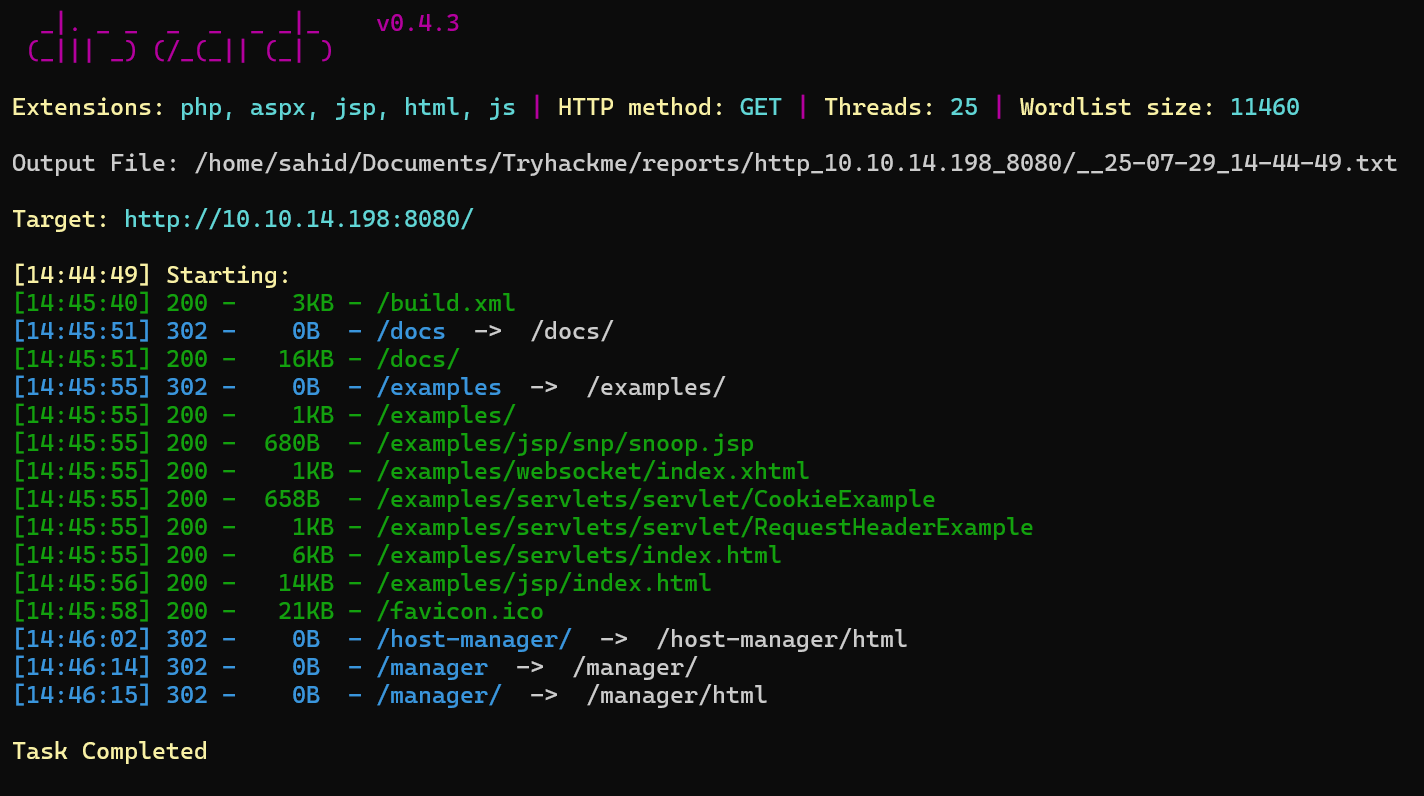 _|. _ _  _  _  _ _|_    v0.4.3
 (_||| _) (/_(_|| (_| )

Extensions: php, aspx, jsp, html, js | HTTP method: GET | Threads: 25 | Wordlist size: 11460

Output File: /home/sahid/Documents/Tryhackme/reports/http_10.10.14.198_8080/__25-07-29_14-44-49.txt

Target: http://10.10.14.198:8080/

[14:44:49] Starting:
[14:45:40] 200 -    3KB - /build.xml
[14:45:51] 302 -    0B  - /docs  ->  /docs/
[14:45:51] 200 -   16KB - /docs/
[14:45:55] 302 -    0B  - /examples  ->  /examples/
[14:45:55] 200 -    1KB - /examples/
[14:45:55] 200 -  680B  - /examples/jsp/snp/snoop.jsp
[14:45:55] 200 -    1KB - /examples/websocket/index.xhtml
[14:45:55] 200 -  658B  - /examples/servlets/servlet/CookieExample
[14:45:55] 200 -    1KB - /examples/servlets/servlet/RequestHeaderExample
[14:45:55] 200 -    6KB - /examples/servlets/index.html
[14:45:56] 200 -   14KB - /examples/jsp/index.html
[14:45:58] 200 -   21KB - /favicon.ico
[14:46:02] 302 -    0B  - /host-manager/  ->  /host-manager/html
[14:46:14] 302 -    0B  - /manager  ->  /manager/
[14:46:15] 302 -    0B  - /manager/  ->  /manager/html

Task Completed